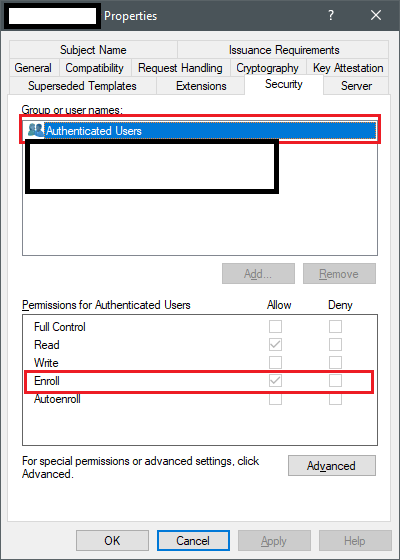 Properties
Subject Name Issuance Requirements
General Compatibility Request Handling Cryptography Key Attestation
Superseded Templates Extensions Security Server
Group or user names:
Authenticated Users
Add... Remove
Permissions for Authenticated Users Allow Deny
Full Control
Read
Write
Enroll
Autoenroll
For special permissions or advanced settings, click
Advanced.
Advanced
OK Cancel Apply Help